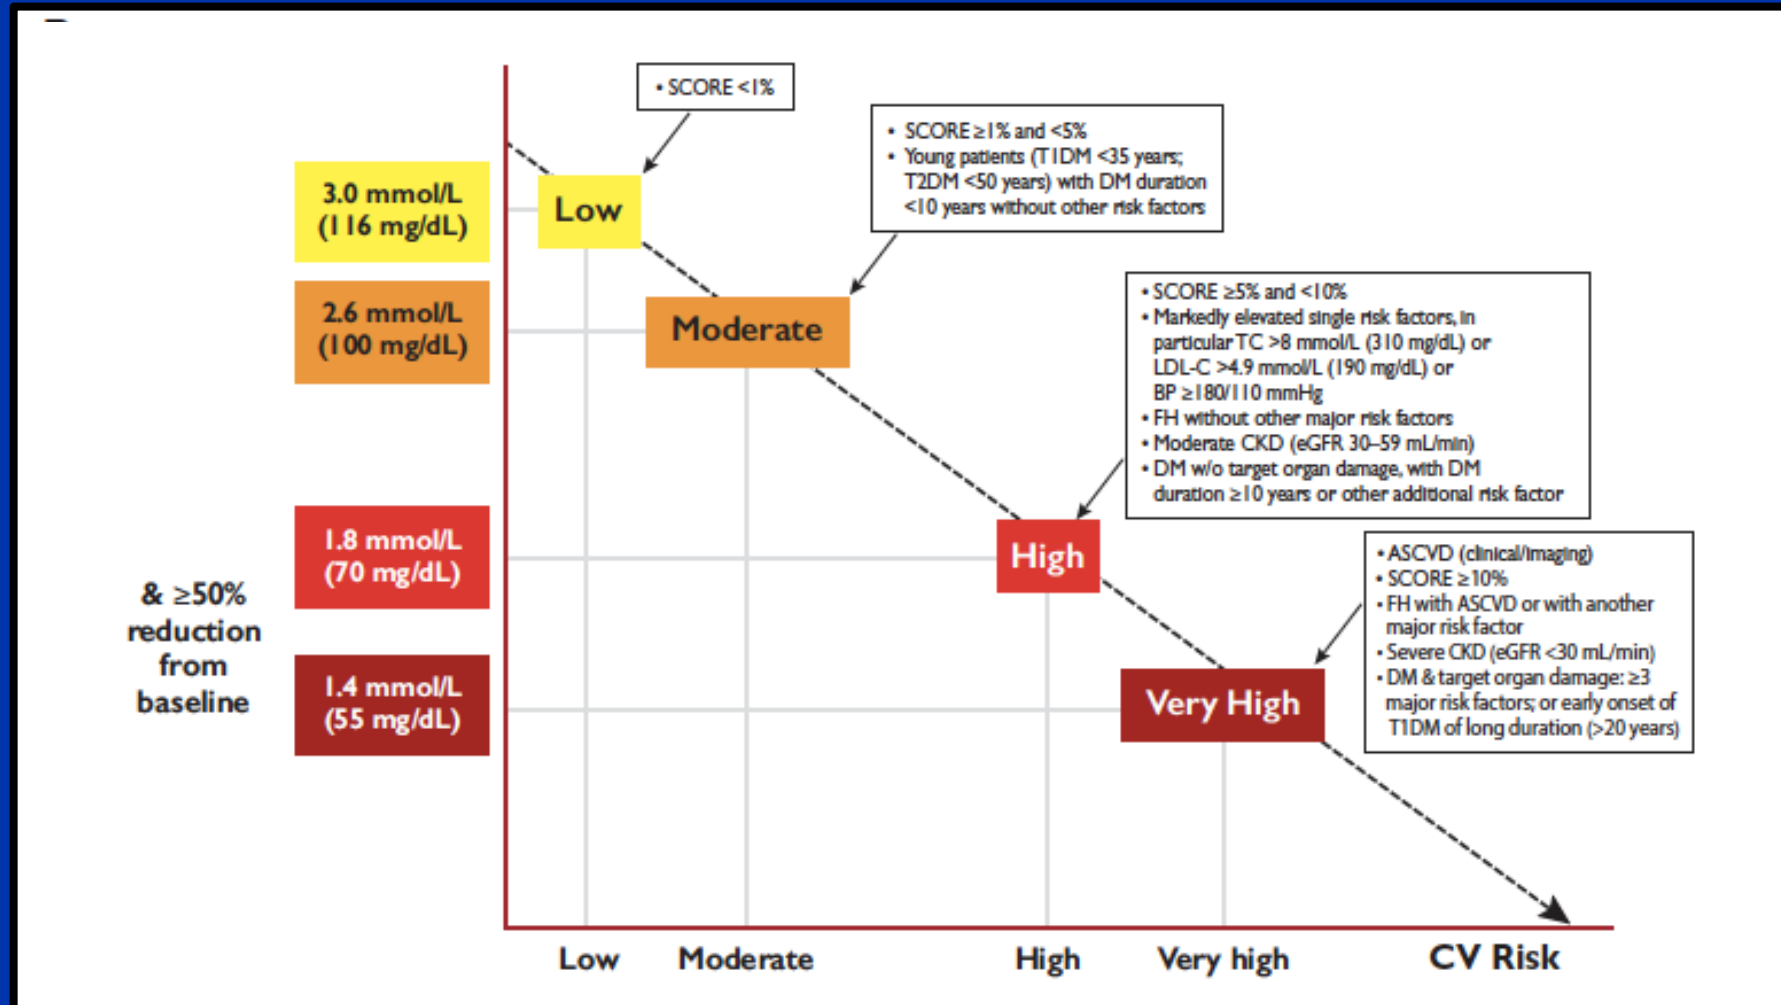 • SCORE <1%
• SCORE ≥1% and <5%
• Young patients (T1DM <35 years;
T2DM <50 years) with DM duration
<10 years without other risk factors
3.0 mmol/L
(116 mg/dL)
Low
2.6 mmol/L
(100 mg/dL)
Moderate
• SCORE ≥5% and <10%
• Markedly elevated single risk factors, in
particular TC >8 mmol/L (310 mg/dL) or
LDL-C >4.9 mmol/L (190 mg/dL) or
BP ≥180/110 mmHg
• FH without other major risk factors
• Moderate CKD (eGFR 30–59 mL/min)
• DM w/o target organ damage, with DM
duration ≥10 years or other additional risk factor
1.8 mmol/L
(70 mg/dL)
High
& ≥50%
reduction
from
baseline
1.4 mmol/L
(55 mg/dL)
Very High
• ASCVD (clinical/imaging)
• SCORE ≥10%
• FH with ASCVD or with another
major risk factor
• Severe CKD (eGFR <30 mL/min)
• DM & target organ damage: ≥3
major risk factors; or early onset of
T1DM of long duration (>20 years)
Low Moderate High Very high CV Risk